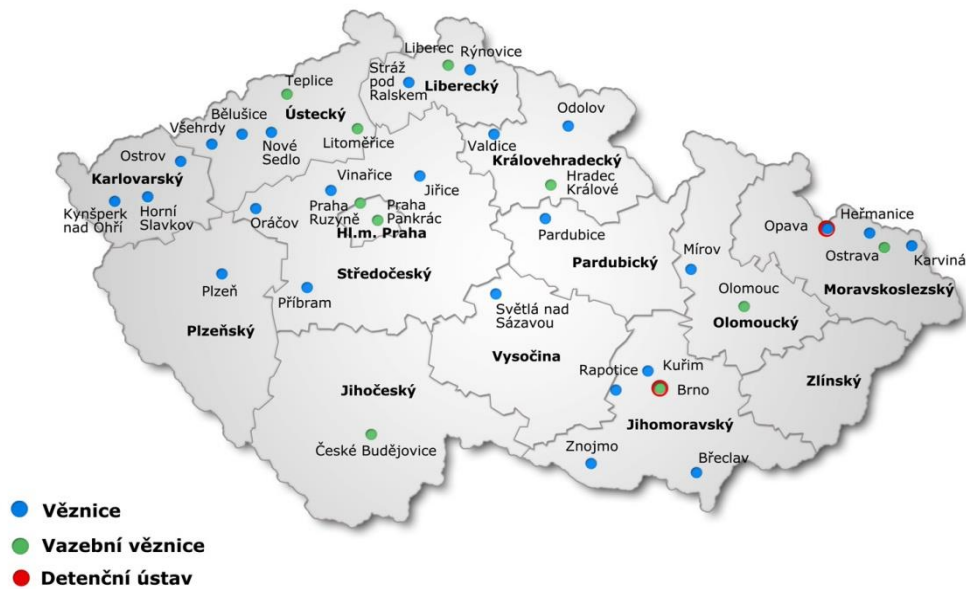 Liberec
Rýnovice
Stráž
pod
Ralskem
Liberecký
Teplice
Ústecký
Odolov
Bělušice
Všehrdy
Nové
Sedlo
Litoměřice
Valdice
Královehradecký
Ostrov
Karlovarský
Vinařice
Jiřice
Hradec
Králové
Kynšperk
nad Ohří
Horní
Slavkov
Oráčov
Praha
Ruzyně
Praha
Pankrác
Hl.m. Praha
Pardubice
Opava
Heřmanice
Mírov
Ostrava
Karviná
Středočeský
Pardubický
Moravskoslezský
Plzeň
Příbram
Olomouc
Olomoucký
Světlá nad
Sázavou
Plzeňský
Vysočina
Rapotice
Kuřim
Zlínský
Jihočeský
Brno
Jihomoravský
České Budějovice
Znojmo
Břeclav
Věznice
Vazební věznice
Detenční ústav